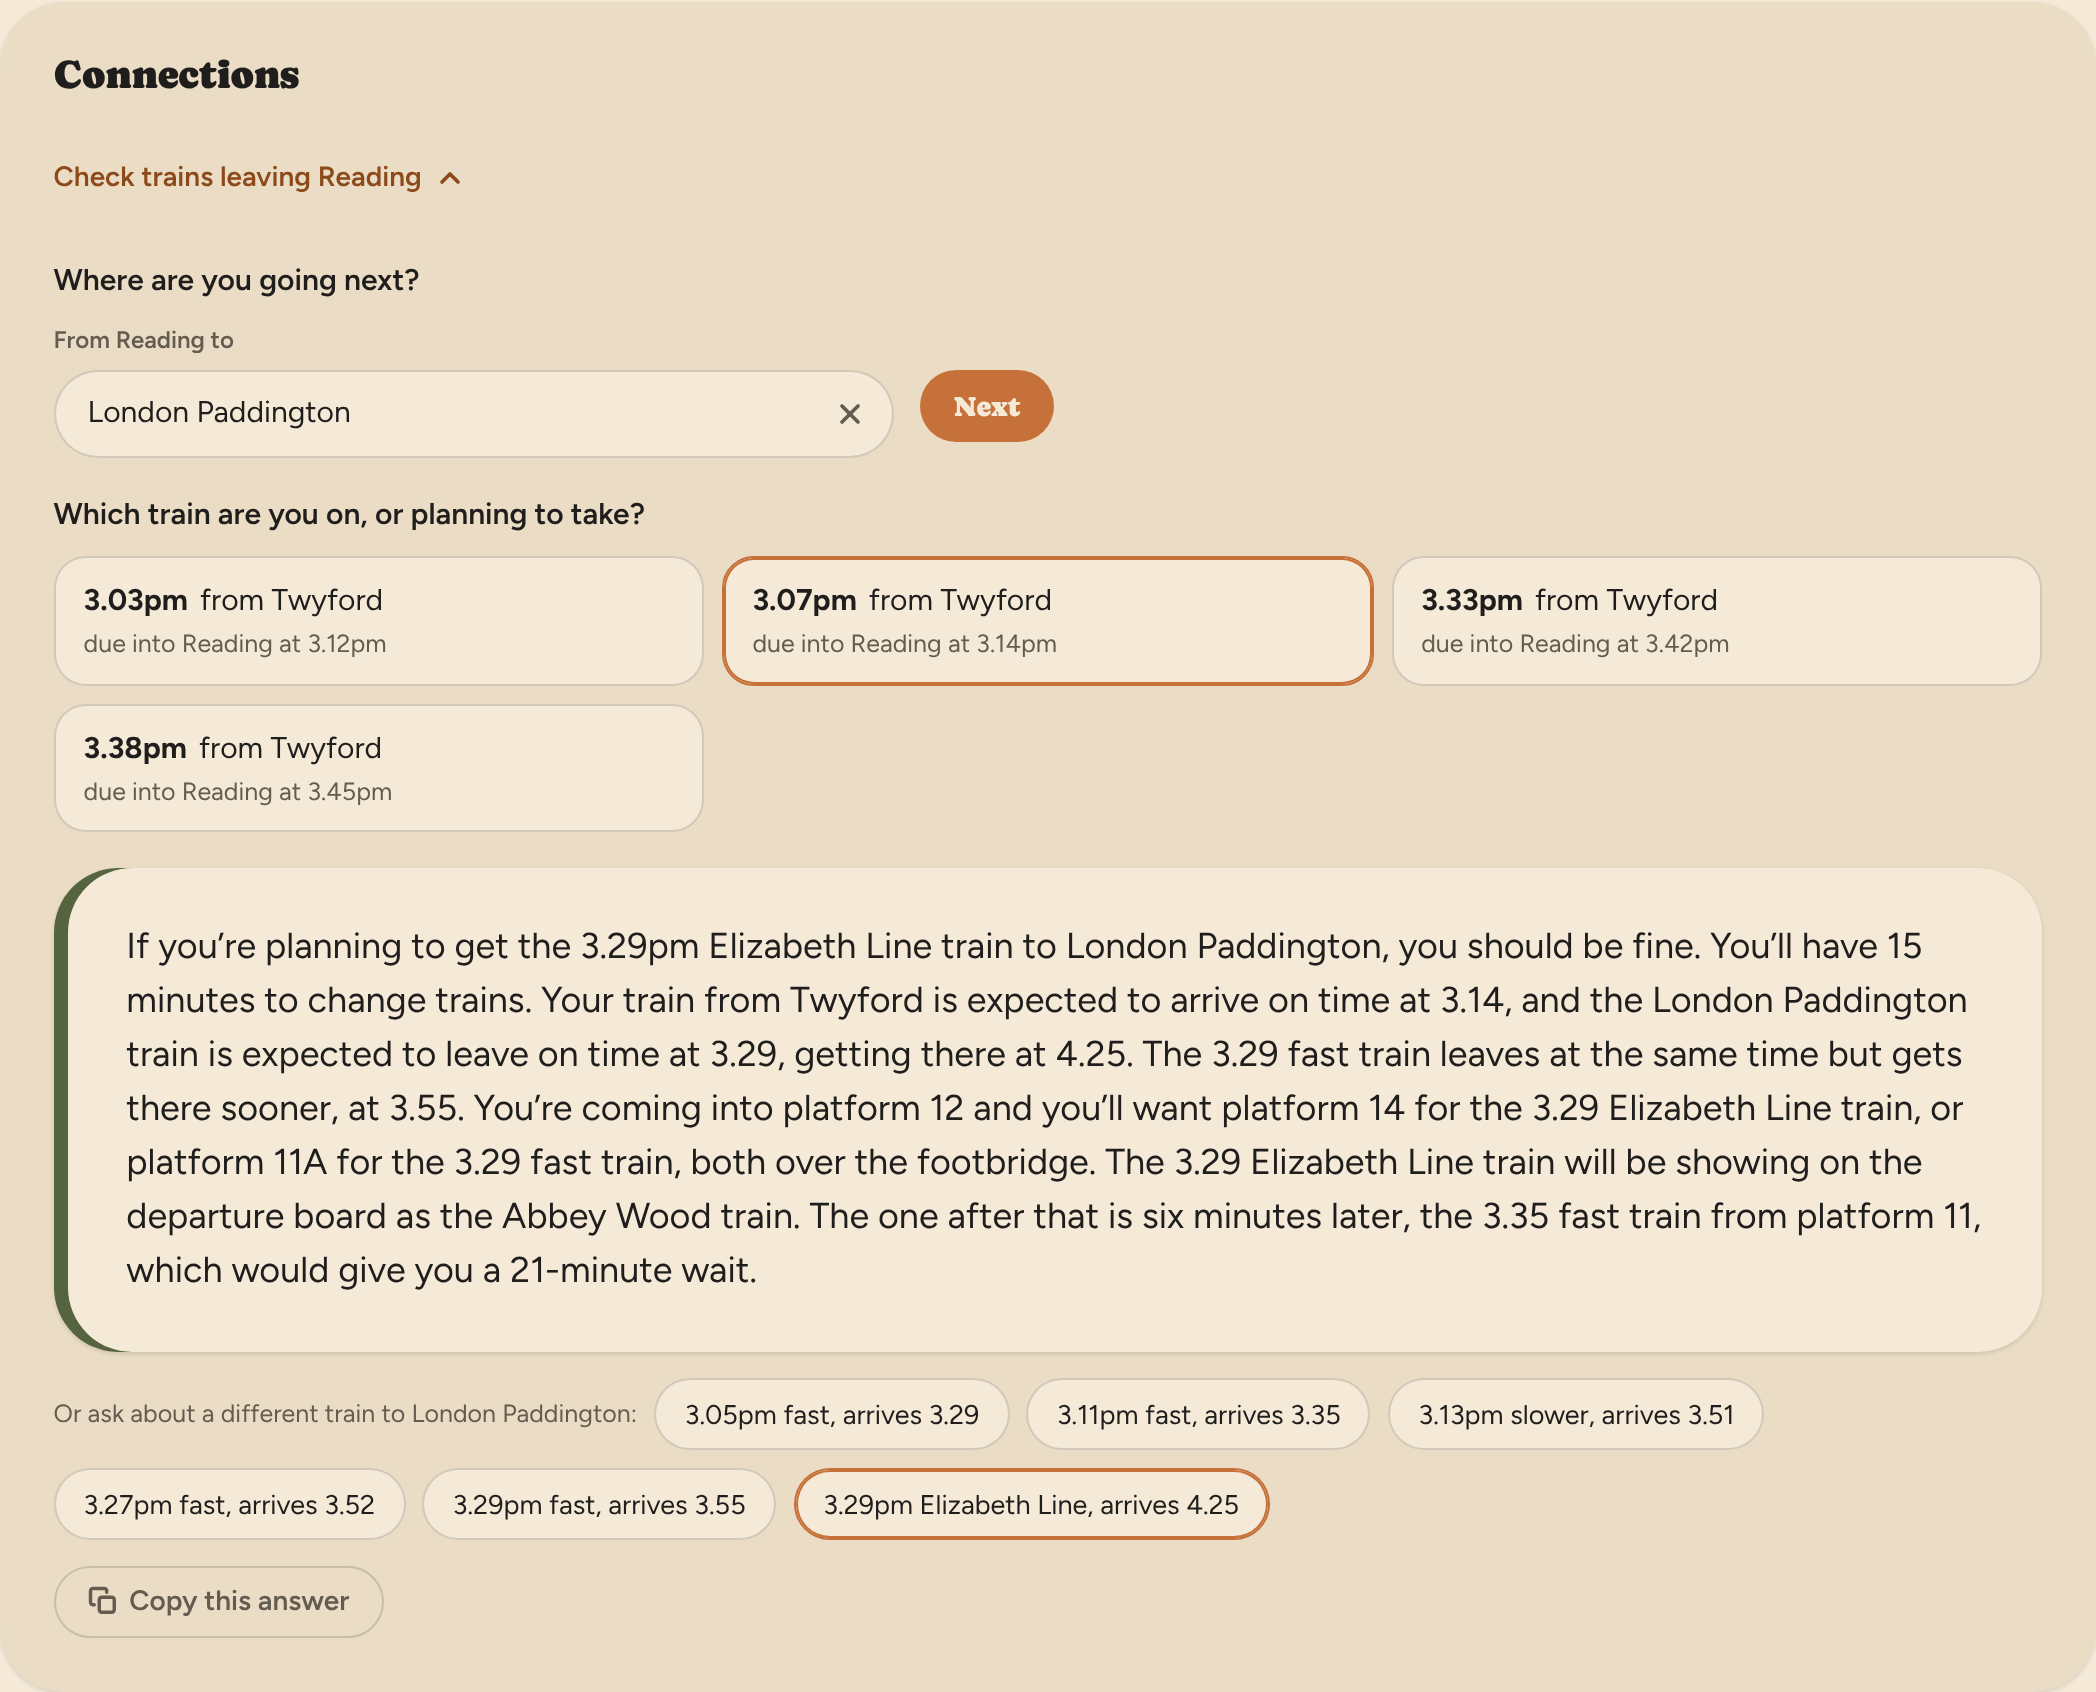 Connections
Check trains leaving Reading
Where are you going next?
From Reading to
London Paddington
Next
Which train are you on, or planning to take?
3.03pm from Twyford
due into Reading at 3.12pm
3.07pm from Twyford
due into Reading at 3.14pm
3.33pm from Twyford
due into Reading at 3.42pm
3.38pm from Twyford
due into Reading at 3.45pm
If you’re planning to get the 3.29pm Elizabeth Line train to London Paddington, you should be fine. You’ll have 15
minutes to change trains. Your train from Twyford is expected to arrive on time at 3.14, and the London Paddington
train is expected to leave on time at 3.29, getting there at 4.25. The 3.29 fast train leaves at the same time but gets
there sooner, at 3.55. You’re coming into platform 12 and you’ll want platform 14 for the 3.29 Elizabeth Line train, or
platform 11A for the 3.29 fast train, both over the footbridge. The 3.29 Elizabeth Line train will be showing on the
departure board as the Abbey Wood train. The one after that is six minutes later, the 3.35 fast train from platform 11,
which would give you a 21-minute wait.
Or ask about a different train to London Paddington:
3.05pm fast, arrives 3.29
3.11pm fast, arrives 3.35
3.13pm slower, arrives 3.51
3.27pm fast, arrives 3.52
3.29pm fast, arrives 3.55
3.29pm Elizabeth Line, arrives 4.25
Copy this answer